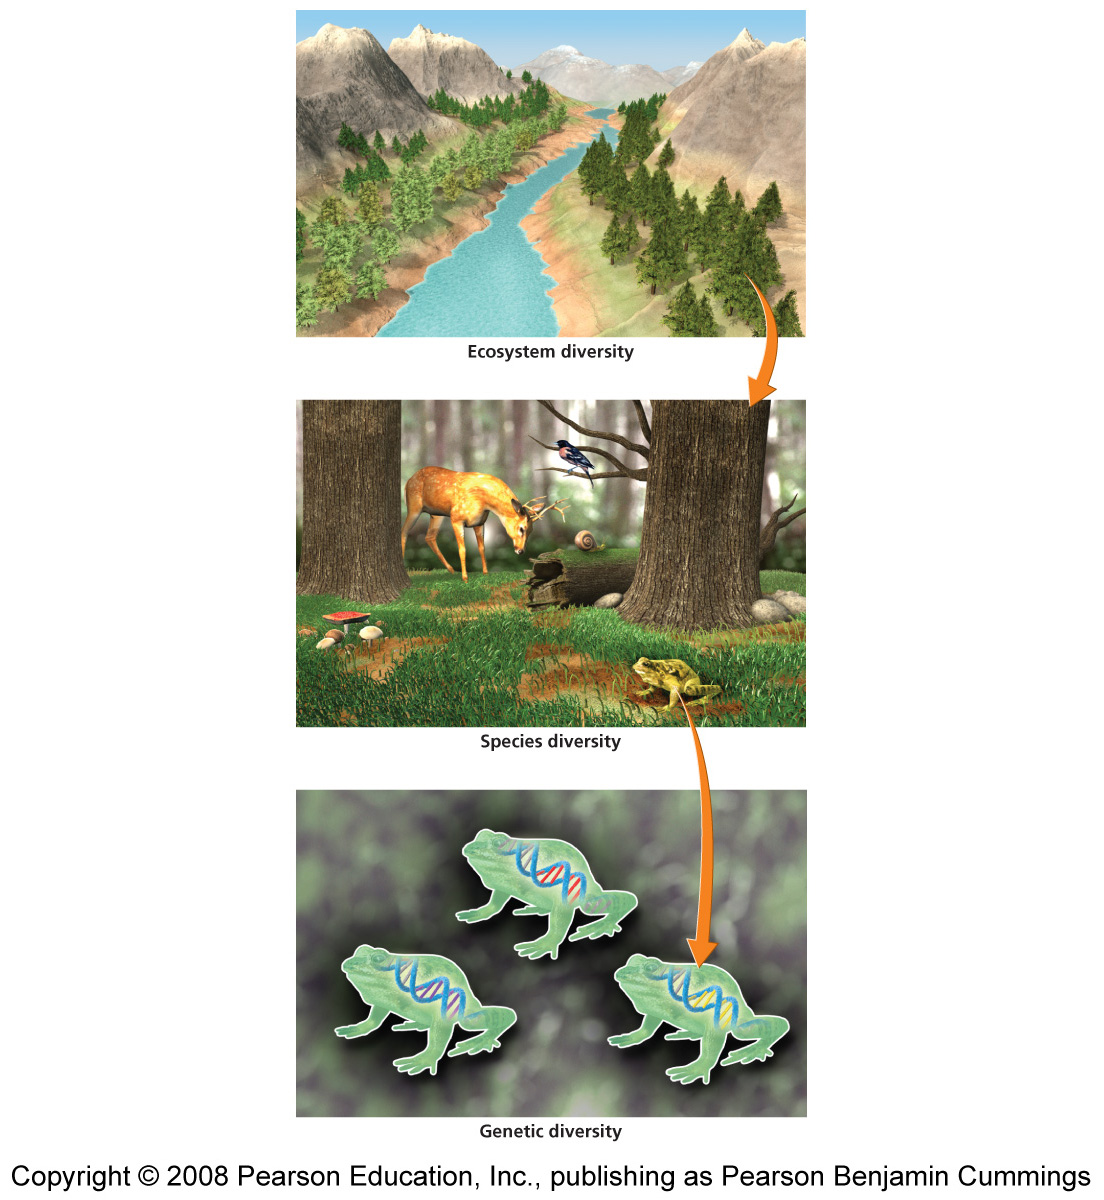 Ecosystem diversity
Species diversity
Genetic diversity
Copyright © 2008 Pearson Education, Inc., publishing as Pearson Benjamin Cummings